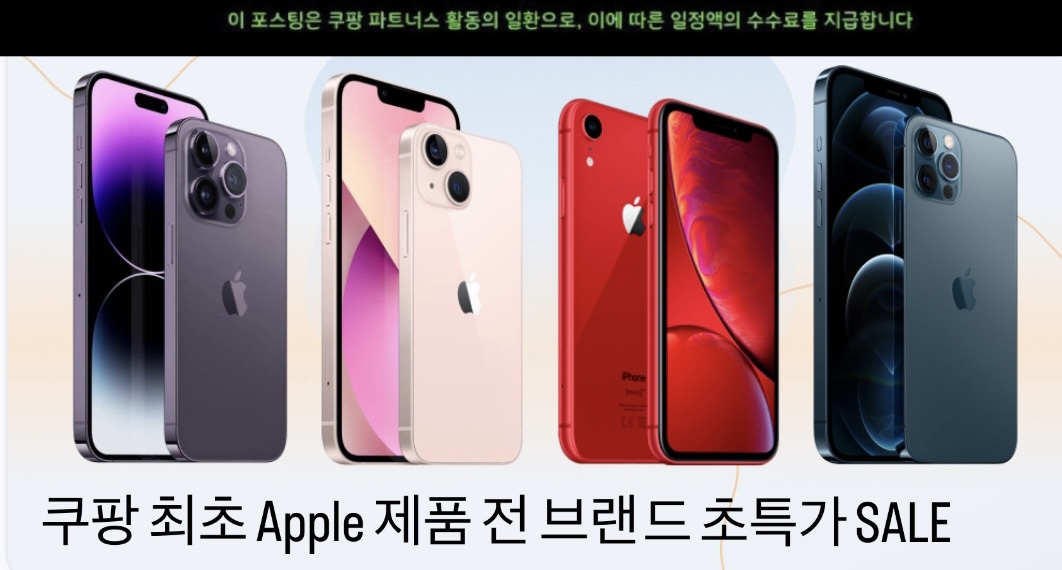 이 포스팅은 쿠팡 파트너스 활동의 일환으로, 이에 따른 일정액의 수수료를 지급합니다
iPhone
쿠팡 최초 Apple 제품 전 브랜드 초특가 SALE